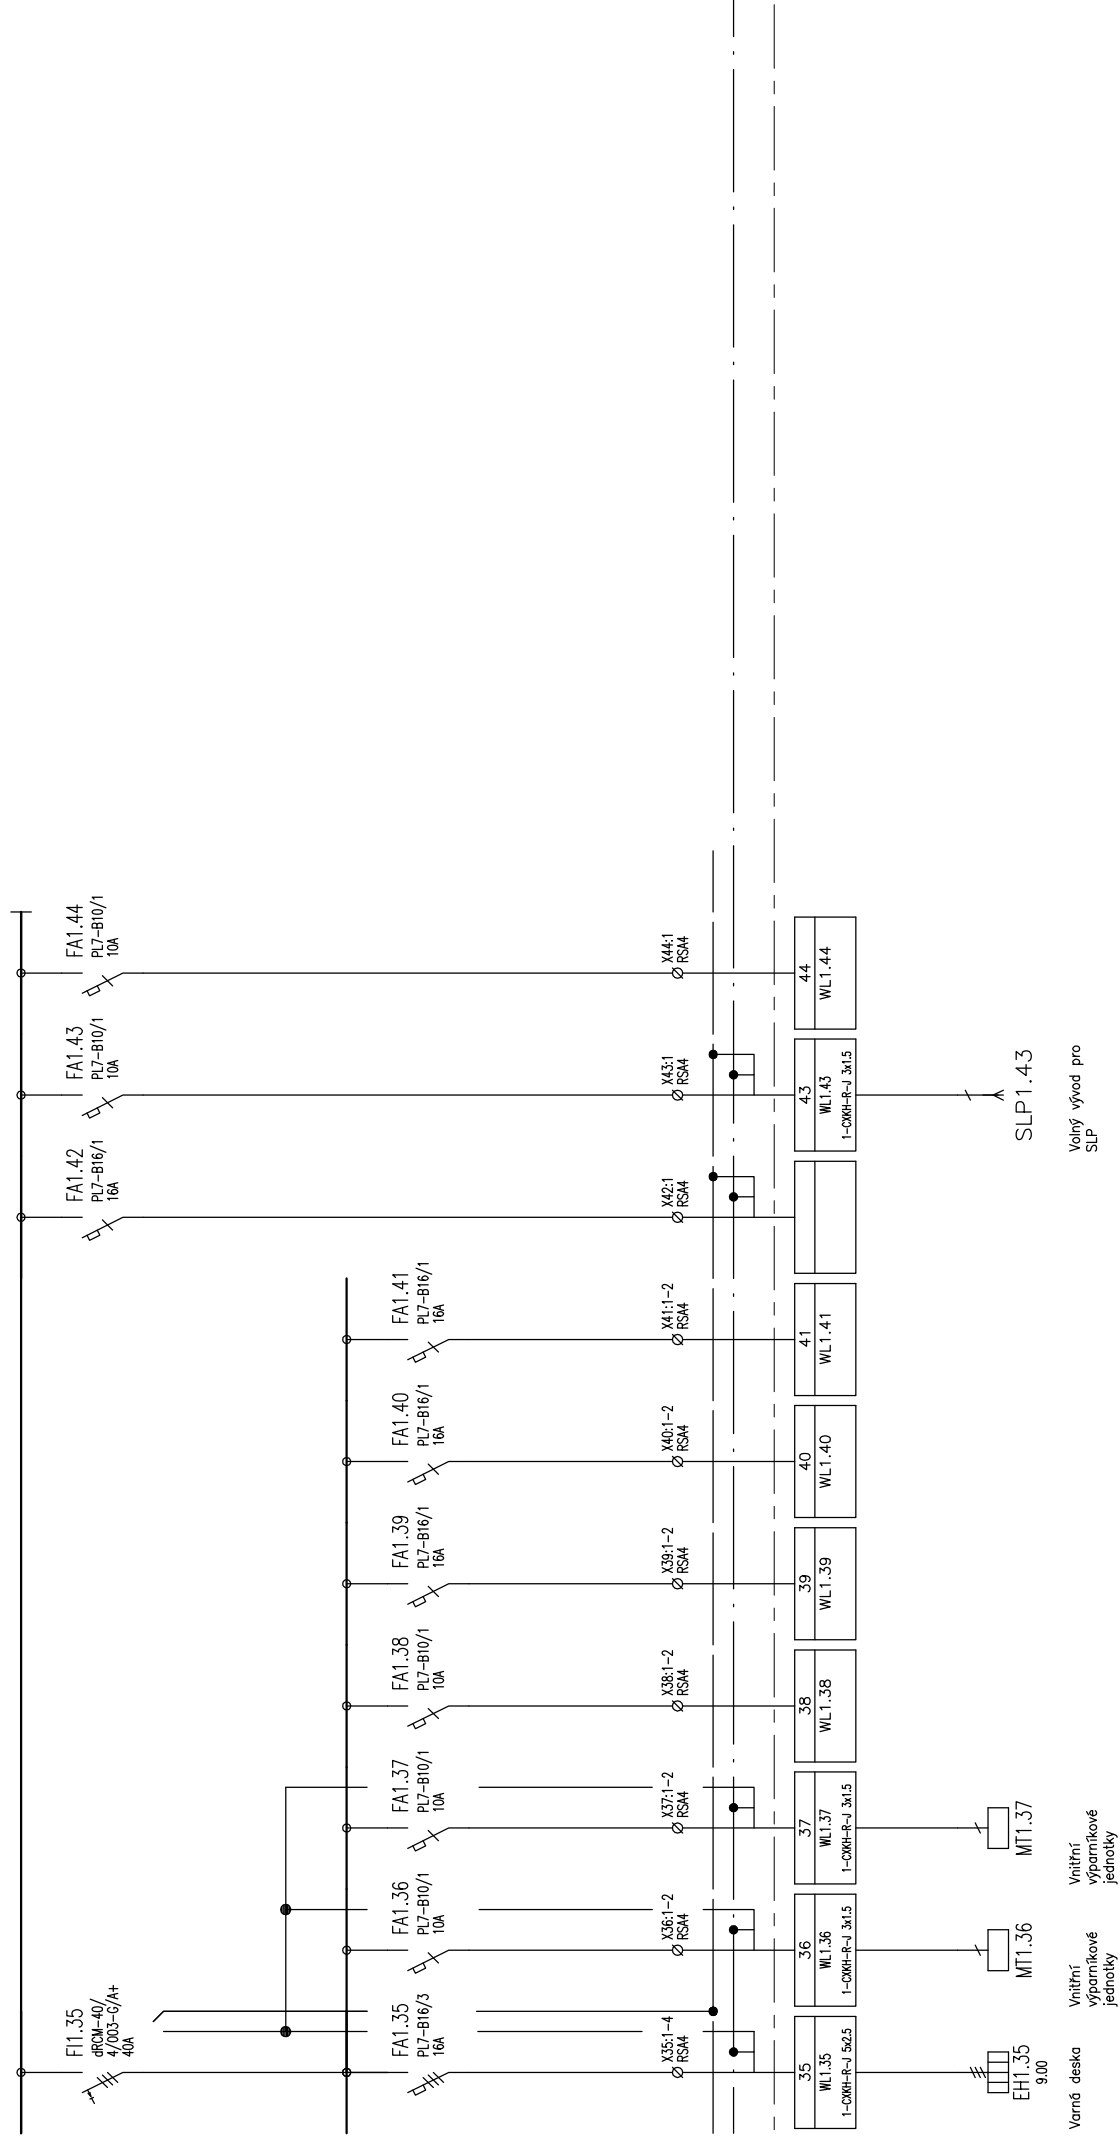 FI1.35
dRCM-40/
4/003-G/A+
40A
FA1.35
PL7-B16/3
16A
X35:1-4
RSA4
35
WL1.35
1-CXKH-R-J 5x2.5
EH1.35
9.00
Varná deska
FA1.36
PL7-B10/1
10A
X36:1-2
RSA4
36
WL1.36
1-CXKH-R-J 3x1.5
MT1.36
Vnitřní
výparníkové
jednotky
FA1.37
PL7-B10/1
10A
X37:1-2
RSA4
37
WL1.37
1-CXKH-R-J 3x1.5
MT1.37
Vnitřní
výparníkové
jednotky
FA1.38
PL7-B10/1
10A
X38:1-2
RSA4
38
WL1.38
FA1.39
PL7-B16/1
16A
X39:1-2
RSA4
39
WL1.39
FA1.40
PL7-B16/1
16A
X40:1-2
RSA4
40
WL1.40
FA1.41
PL7-B16/1
16A
X41:1-2
RSA4
41
WL1.41
FA1.42
PL7-B16/1
16A
X42:1
RSA4
FA1.43
PL7-B10/1
10A
X43:1
RSA4
43
WL1.43
1-CXKH-R-J 3x1.5
SLP1.43
Volný vývod pro
SLP
FA1.44
PL7-B10/1
10A
X44:1
RSA4
44
WL1.44